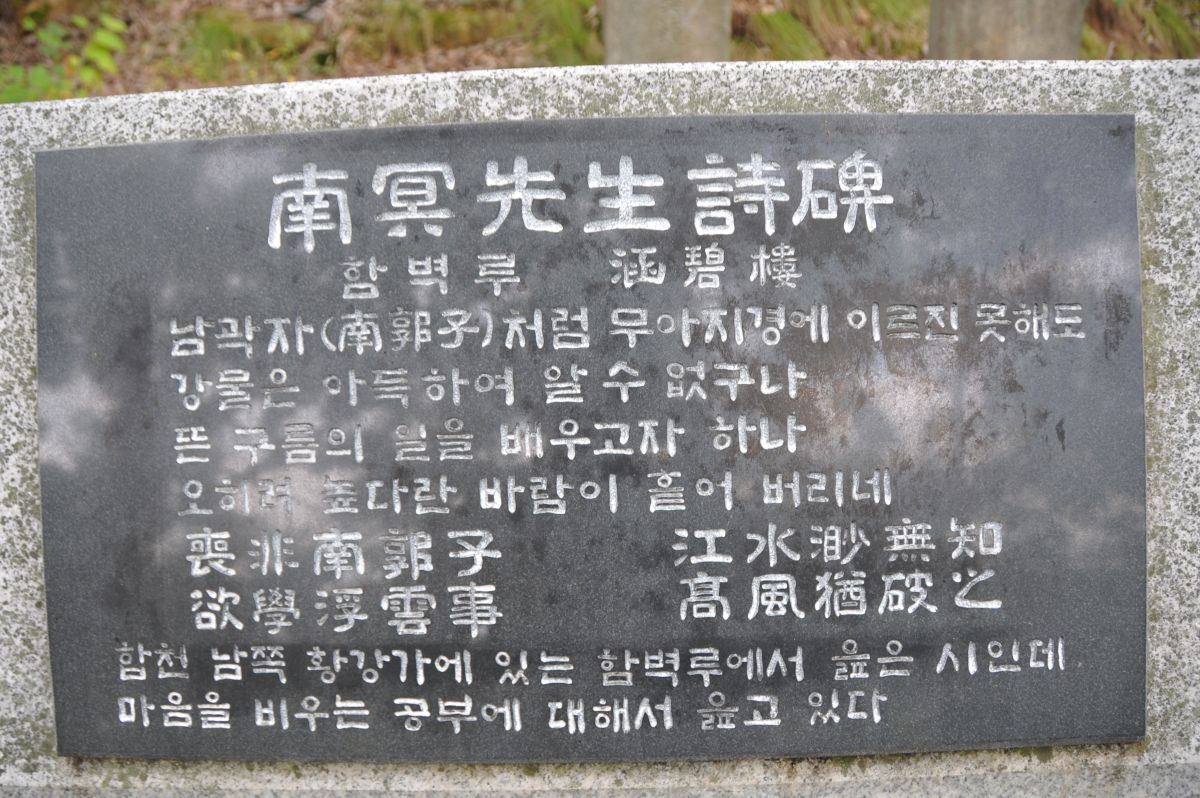 南冥先生詩碑
함벽루 涵碧樓
남곽자(南郭子)처럼 무아지경에 이르진 못해도
강물은 아득하여 알 수 없구나
뜬 구름의 일을 배우고자 하나
오히려 높다란 바람이 흩어 버리네
喪非南郭子 江水渺無知
欲學浮雲事 高風猶破之
합천 남쪽 황강가에 있는 함벽루에서 읊은 시인데
마음을 비우는 공부에 대해서 읊고 있다